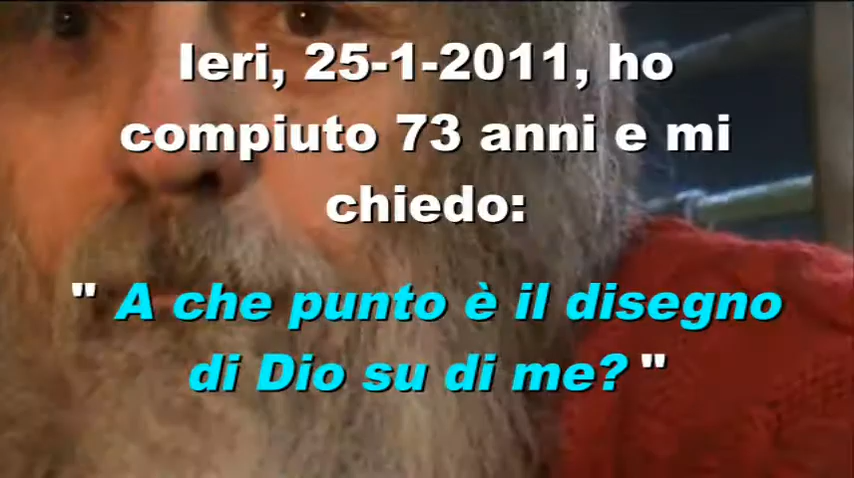 Ieri, 25-1-2011, ho
compiuto 73 anni e mi
chiedo:
" A che punto è il disegno
di Dio su di me? "